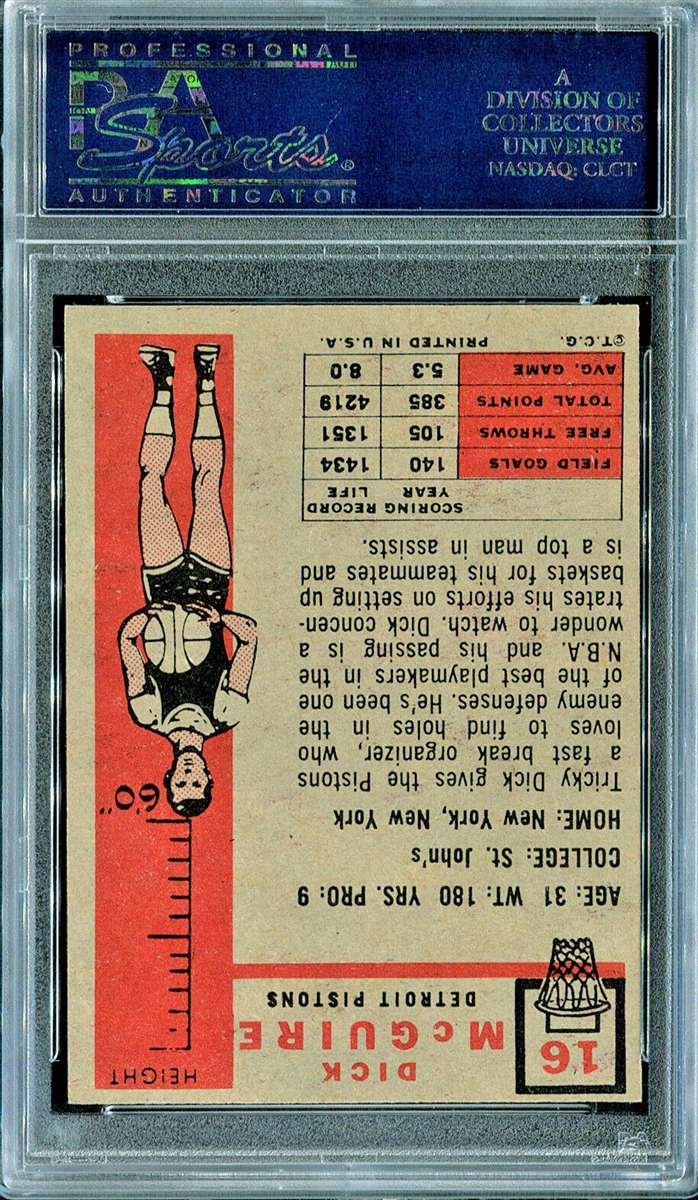 PROFESSIONAL
PSA
Sports®
AUTHENTICATOR
A
DIVISION OF
COLLECTORS
UNIVERSE
NASDAQ: CLCT
16
DICK
McGUIRE
DETROIT PISTONS
HEIGHT
6'0"
AGE: 31 WT: 180 YRS. PRO: 9
COLLEGE: St. John's
HOME: New York, New York
Tricky Dick gives the Pistons
a fast break organizer, who
loves to find holes in the
enemy defenses. He's been one
of the best playmakers in the
N.B.A. and his passing is a
wonder to watch. Dick concen-
trates his efforts on setting up
baskets for his teammates and
is a top man in assists.
SCORING RECORD
YEAR LIFE
FIELD GOALS 140 1434
FREE THROWS 105 1351
TOTAL POINTS 385 4219
AVG. GAME 5.3 8.0
©T.C.G. PRINTED IN U.S.A.